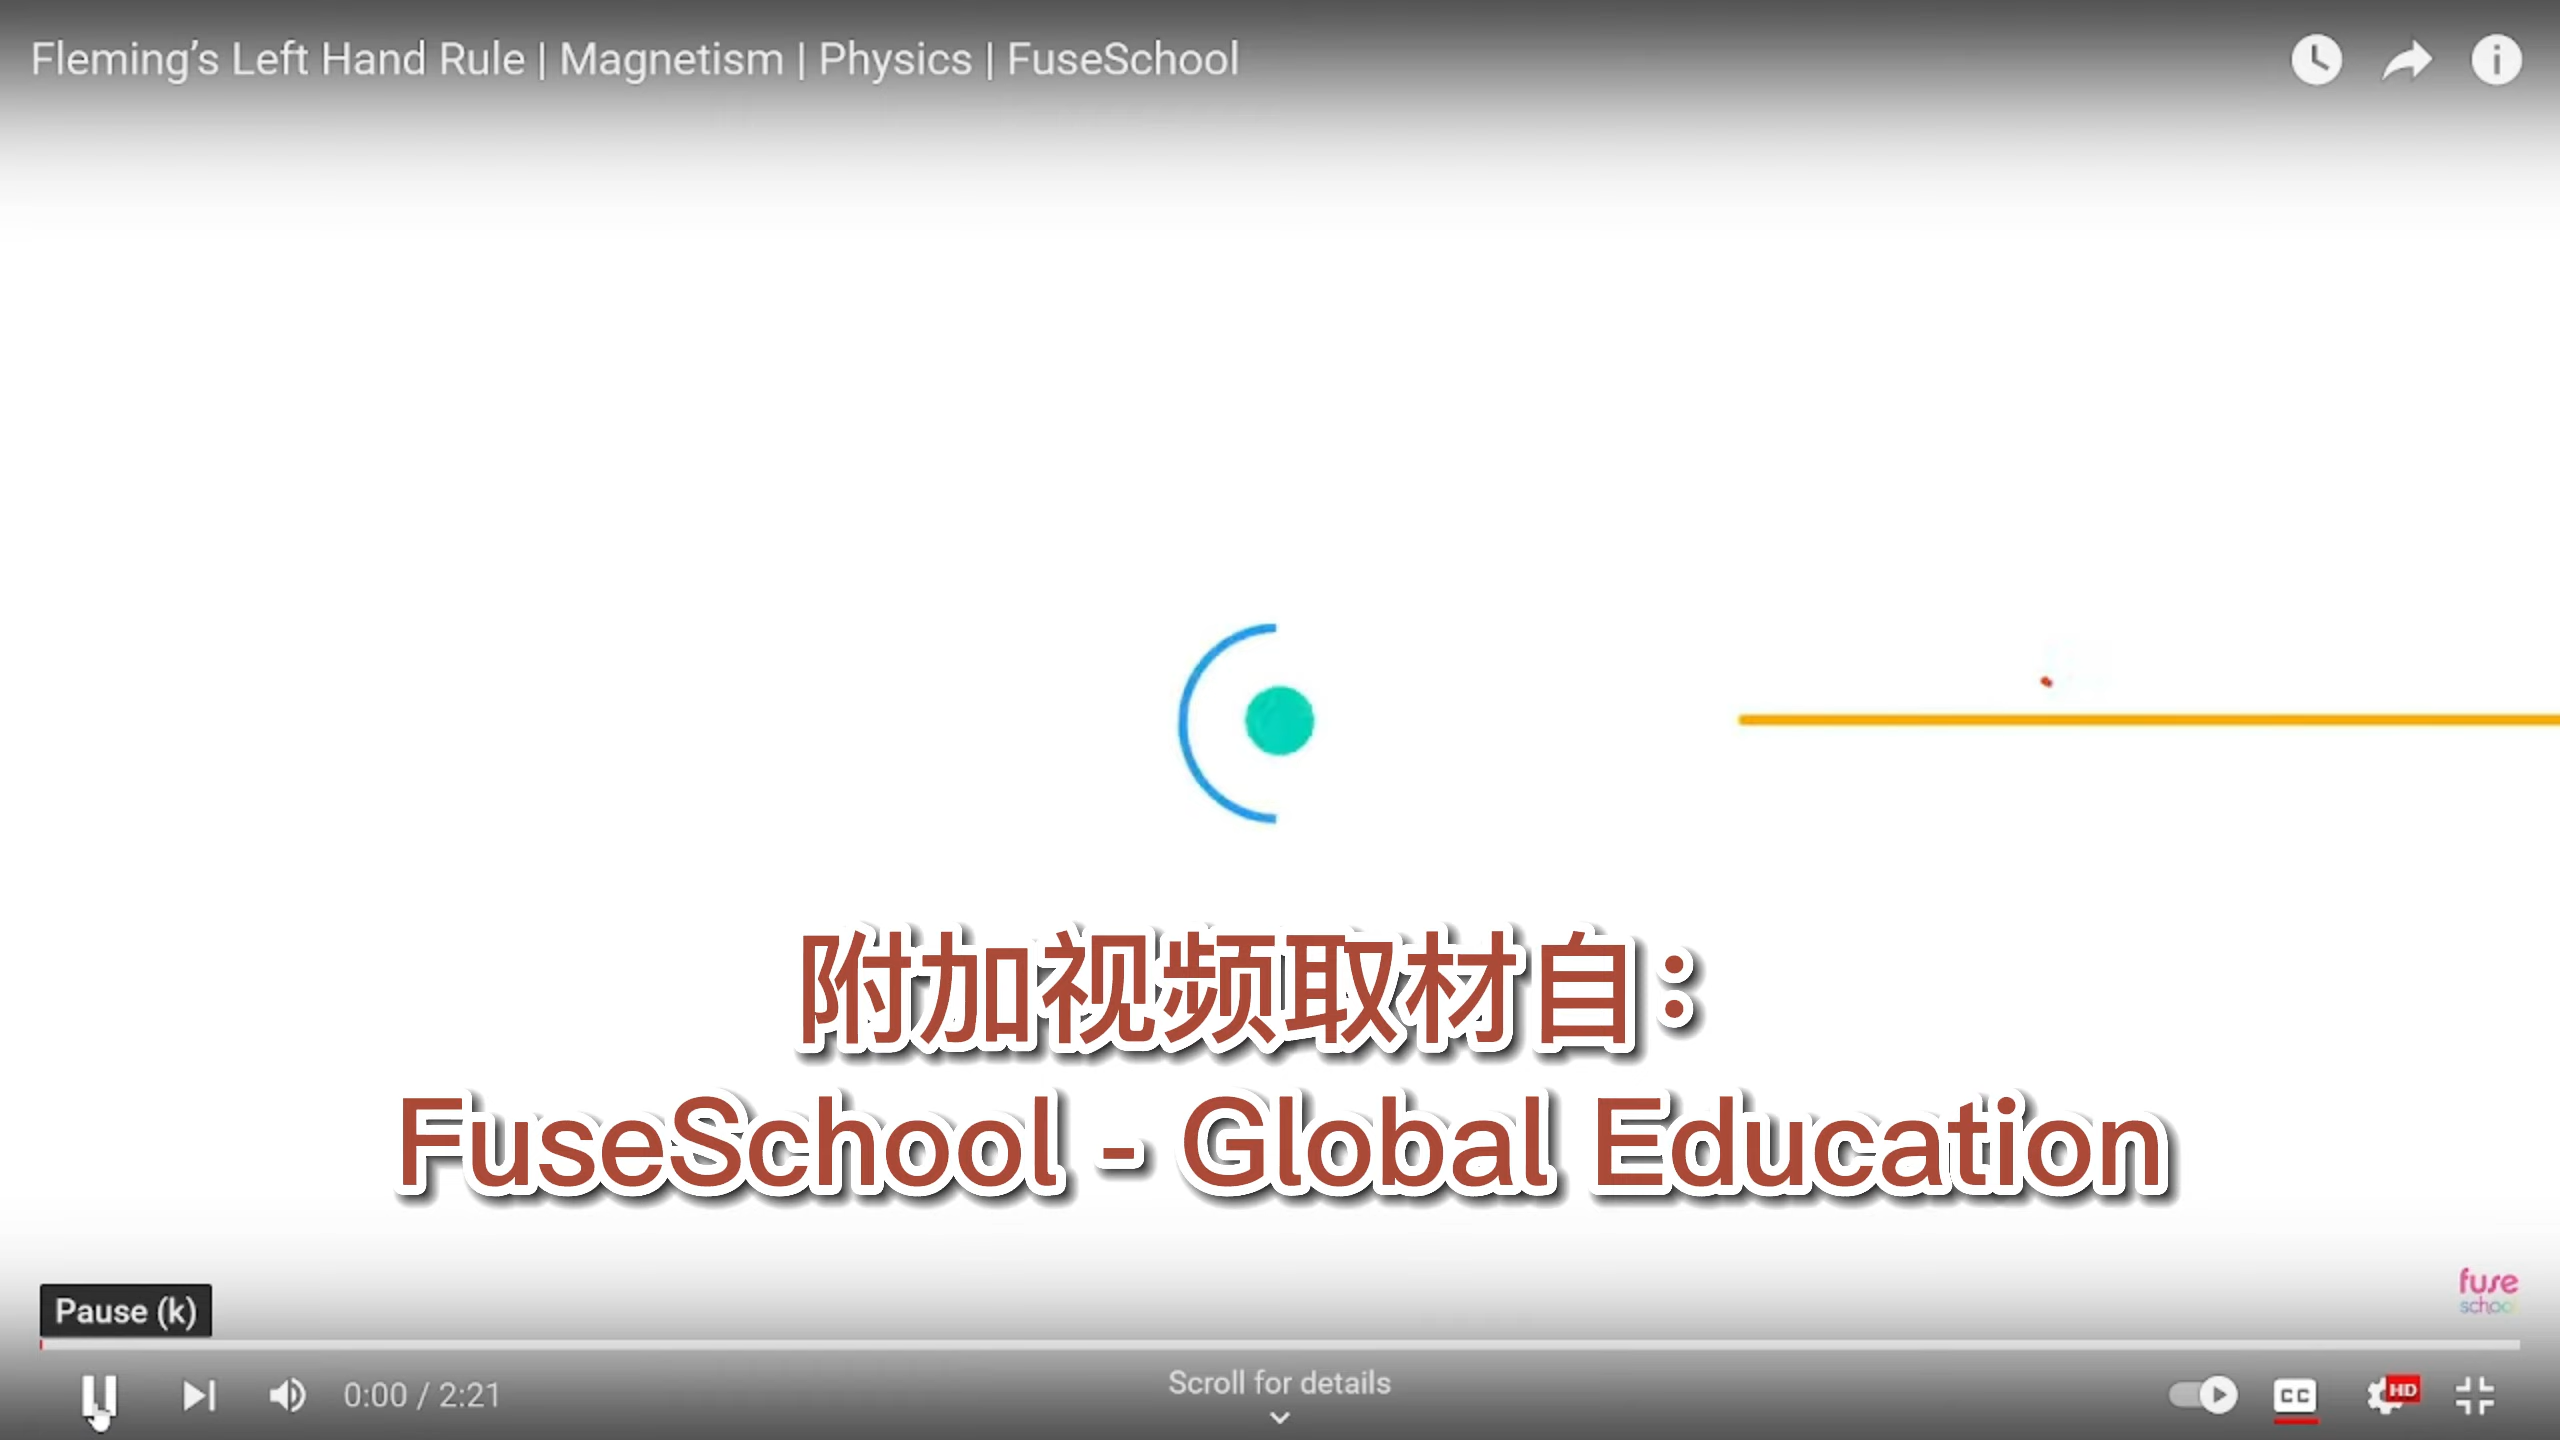 Fleming’s Left Hand Rule | Magnetism | Physics | FuseSchool
附加视频取材自：
FuseSchool - Global Education
fuse
school
Pause (k)
0:00 / 2:21
Scroll for details
CC
HD